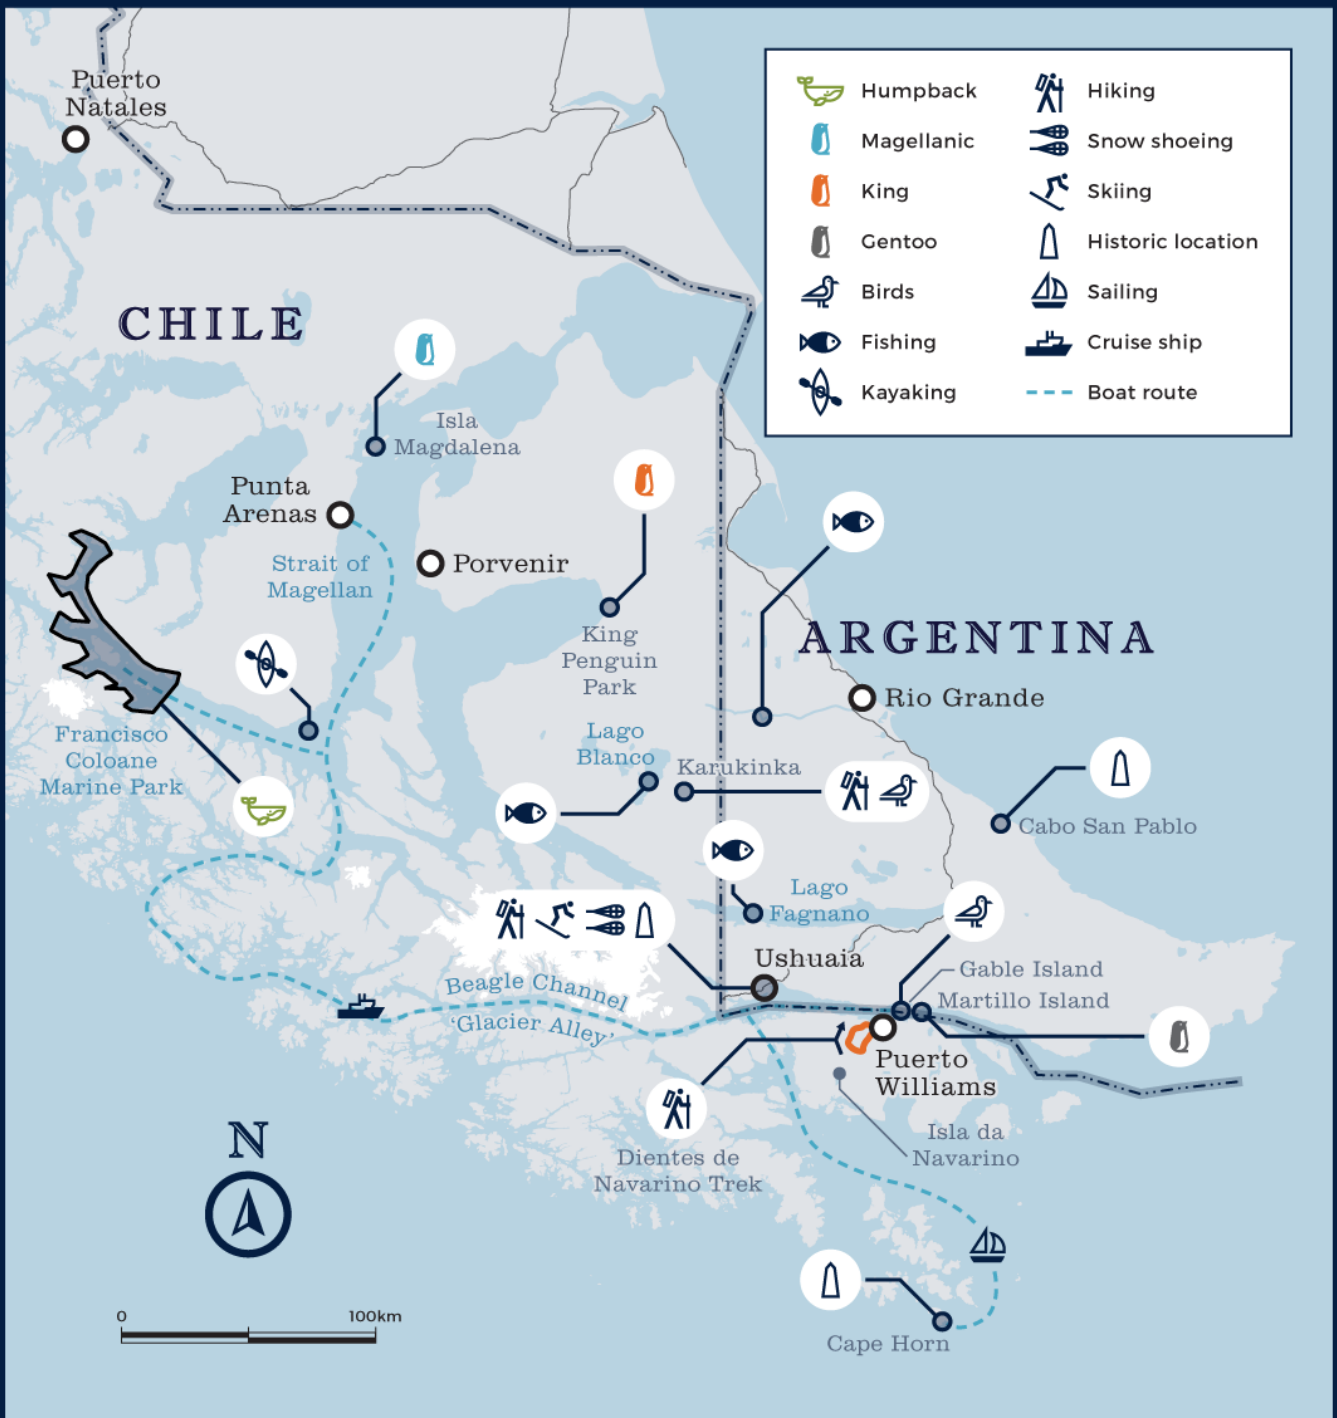 Puerto
Natales
Humpback
Magellanic
King
Gentoo
Birds
Fishing
Kayaking
Hiking
Snow shoeing
Skiing
Historic location
Sailing
Cruise ship
Boat route
CHILE
Isla
Magdalena
Punta
Arenas
Strait of
Magellan
Porvenir
King
Penguin
Park
ARGENTINA
Rio Grande
Francisco
Coloane
Marine Park
Lago
Blanco
Karukinka
Cabo San Pablo
Lago
Fagnano
Ushuaia
Gable Island
Martillo Island
Beagle Channel
'Glacier Alley'
Puerto
Williams
Isla da
Navarino
Dientes de
Navarino Trek
N
Cape Horn
0 100km